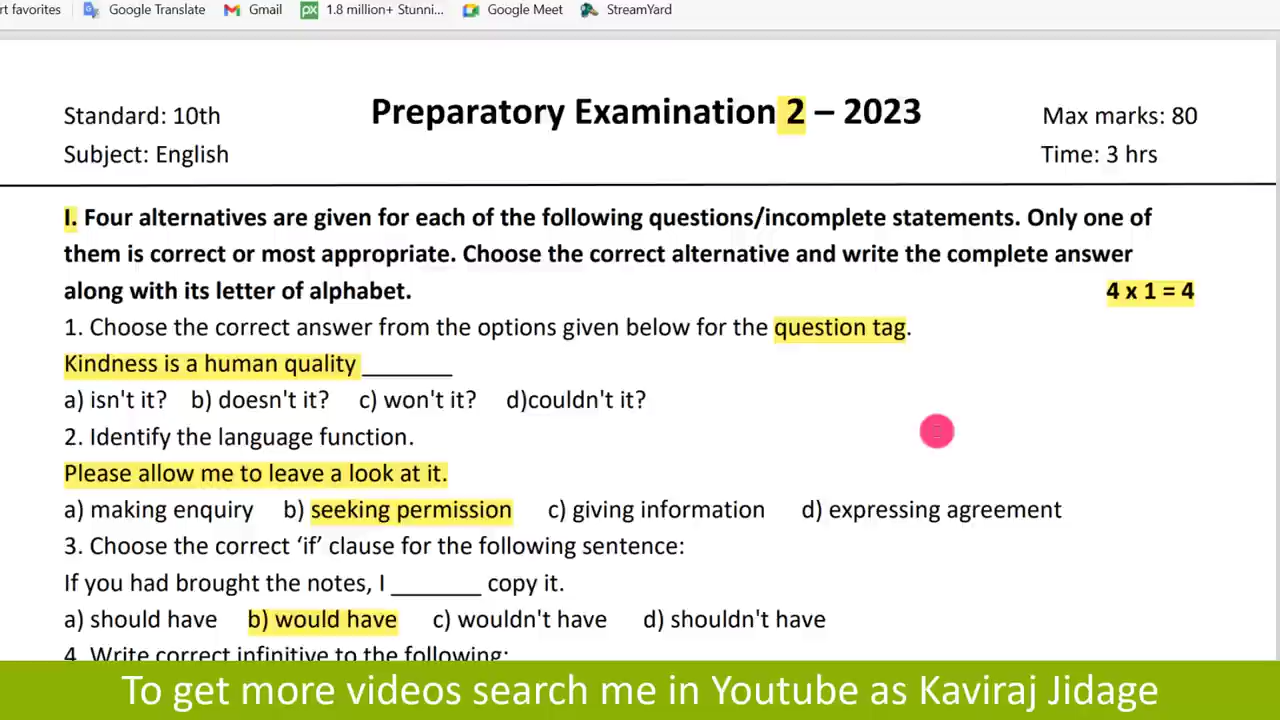 rt favorites Google Translate Gmail 1.8 million+ Stunni... Google Meet StreamYard
Standard: 10th Preparatory Examination 2 – 2023 Max marks: 80
Subject: English Time: 3 hrs
I. Four alternatives are given for each of the following questions/incomplete statements. Only one of
them is correct or most appropriate. Choose the correct alternative and write the complete answer
along with its letter of alphabet. 4 x 1 = 4
1. Choose the correct answer from the options given below for the question tag.
Kindness is a human quality ________
a) isn't it? b) doesn't it? c) won't it? d)couldn't it?
2. Identify the language function.
Please allow me to leave a look at it.
a) making enquiry b) seeking permission c) giving information d) expressing agreement
3. Choose the correct ‘if’ clause for the following sentence:
If you had brought the notes, I ________ copy it.
a) should have b) would have c) wouldn't have d) shouldn't have
4. Write correct infinitive to the following:
To get more videos search me in Youtube as Kaviraj Jidage